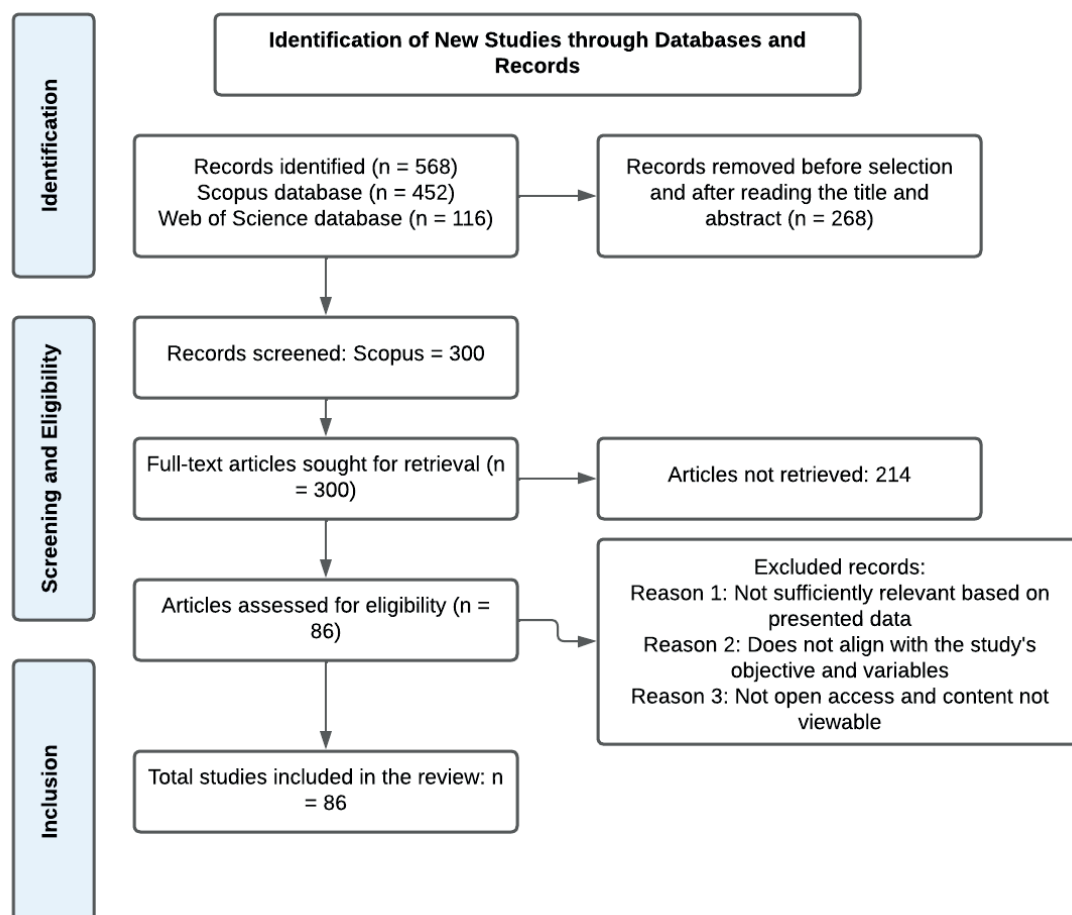 Identification of New Studies through Databases and
Records
Identification
Records identified (n = 568)
Scopus database (n = 452)
Web of Science database (n = 116)
Records removed before selection
and after reading the title and
abstract (n = 268)
Screening and Eligibility
Records screened: Scopus = 300
Full-text articles sought for retrieval (n
= 300)
Articles not retrieved: 214
Articles assessed for eligibility (n =
86)
Excluded records:
Reason 1: Not sufficiently relevant based on
presented data
Reason 2: Does not align with the study's
objective and variables
Reason 3: Not open access and content not
viewable
Inclusion
Total studies included in the review: n
= 86